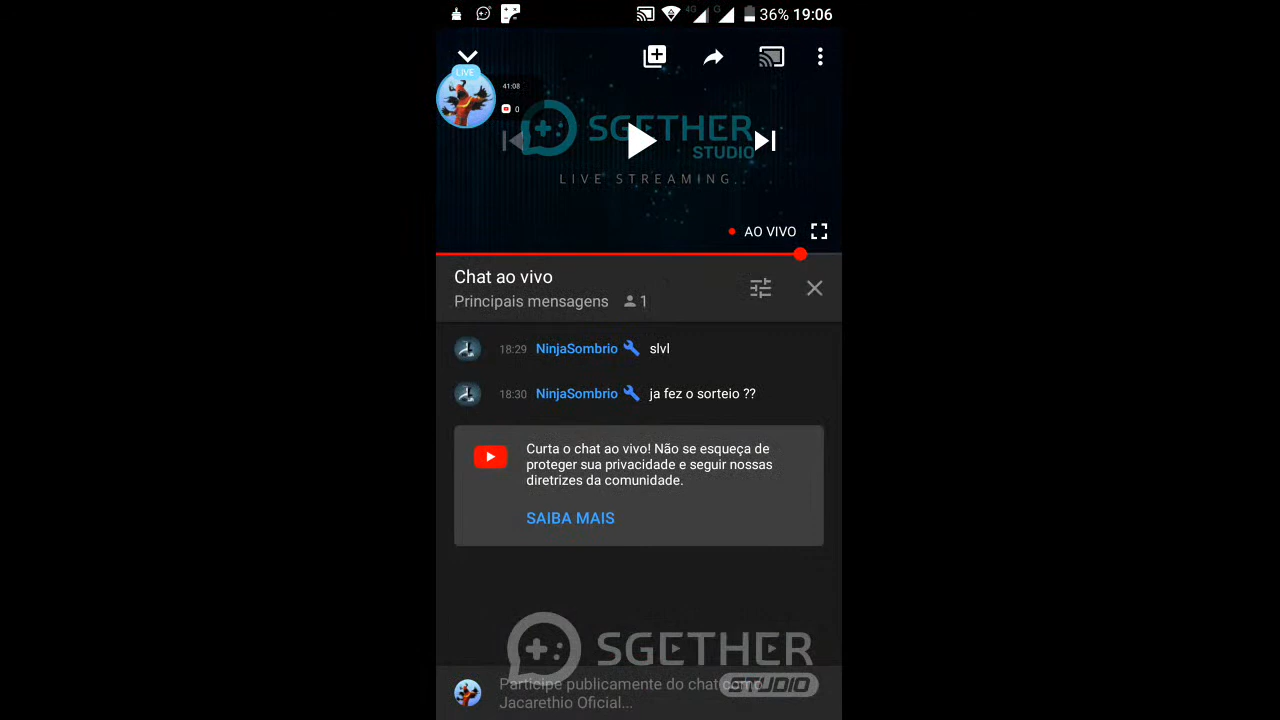 4G G 36% 19:06
LIVE
41:08
0
SGETHER
STUDIO
LIVE STREAMING..
AO VIVO
Chat ao vivo
Principais mensagens 1
18:29 NinjaSombrio slvl
18:30 NinjaSombrio ja fez o sorteio ??
Curta o chat ao vivo! Não se esqueça de
proteger sua privacidade e seguir nossas
diretrizes da comunidade.
SAIBA MAIS
SGETHER
STUDIO
Participe publicamente do chat como
Jacarethio Oficial...